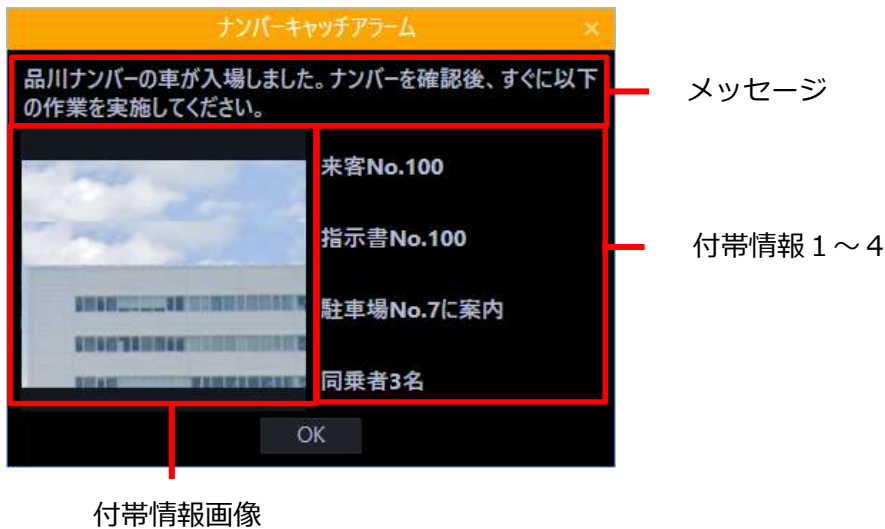 ナンバーキャッチアラーム ×
品川ナンバーの車が入場しました。ナンバーを確認後、すぐに以下
の作業を実施してください。
メッセージ
来客No.100
指示書No.100
付帯情報１～４
駐車場No.7に案内
同乗者3名
OK
付帯情報画像